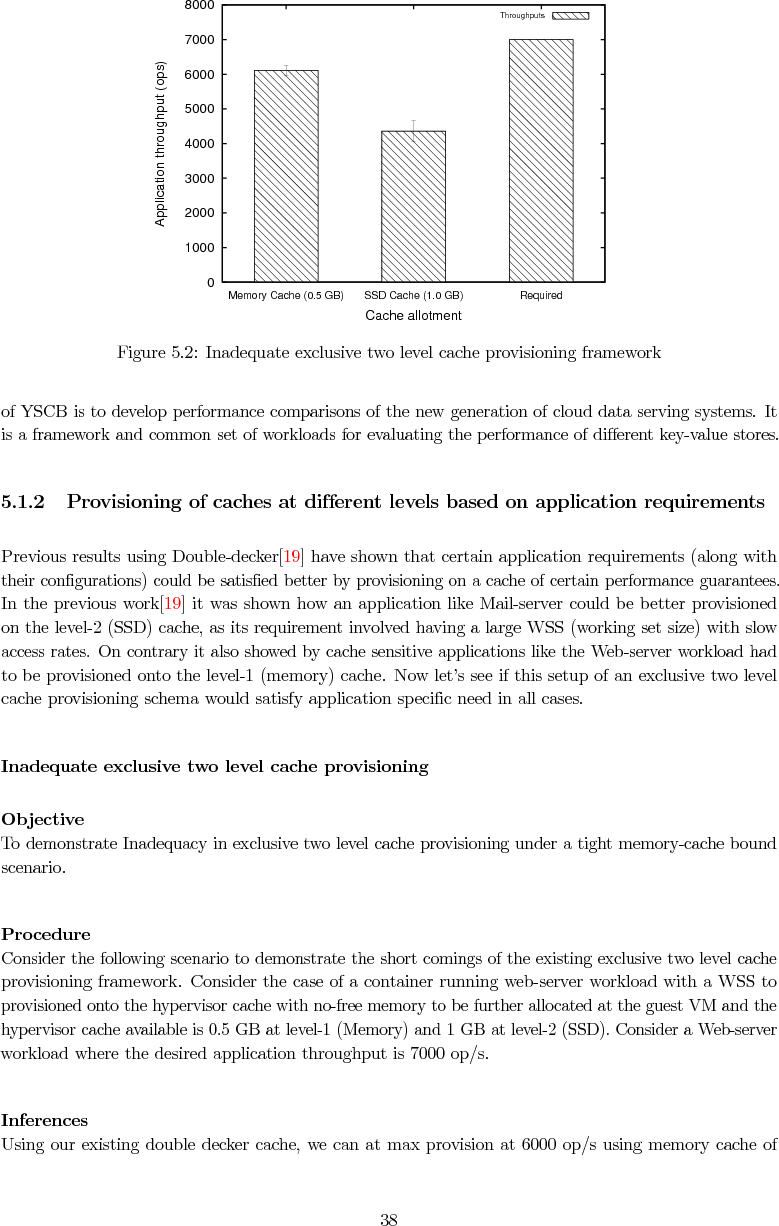 8000
Throughputs
7000
6000
5000
4000
3000
2000
1000
0
Application throughput (ops)
Memory Cache (0.5 GB) SSD Cache (1.0 GB) Required
Cache allotment
Figure 5.2: Inadequate exclusive two level cache provisioning framework
of YSCB is to develop performance comparisons of the new generation of cloud data serving systems. It
is a framework and common set of workloads for evaluating the performance of different key-value stores.
5.1.2 Provisioning of caches at different levels based on application requirements
Previous results using Double-decker[19] have shown that certain application requirements (along with
their configurations) could be satisfied better by provisioning on a cache of certain performance guarantees.
In the previous work[19] it was shown how an application like Mail-server could be better provisioned
on the level-2 (SSD) cache, as its requirement involved having a large WSS (working set size) with slow
access rates. On contrary it also showed by cache sensitive applications like the Web-server workload had
to be provisioned onto the level-1 (memory) cache. Now let's see if this setup of an exclusive two level
cache provisioning schema would satisfy application specific need in all cases.
Inadequate exclusive two level cache provisioning
Objective
To demonstrate Inadequacy in exclusive two level cache provisioning under a tight memory-cache bound
scenario.
Procedure
Consider the following scenario to demonstrate the short comings of the existing exclusive two level cache
provisioning framework. Consider the case of a container running web-server workload with a WSS to
provisioned onto the hypervisor cache with no-free memory to be further allocated at the guest VM and the
hypervisor cache available is 0.5 GB at level-1 (Memory) and 1 GB at level-2 (SSD). Consider a Web-server
workload where the desired application throughput is 7000 op/s.
Inferences
Using our existing double decker cache, we can at max provision at 6000 op/s using memory cache of
38